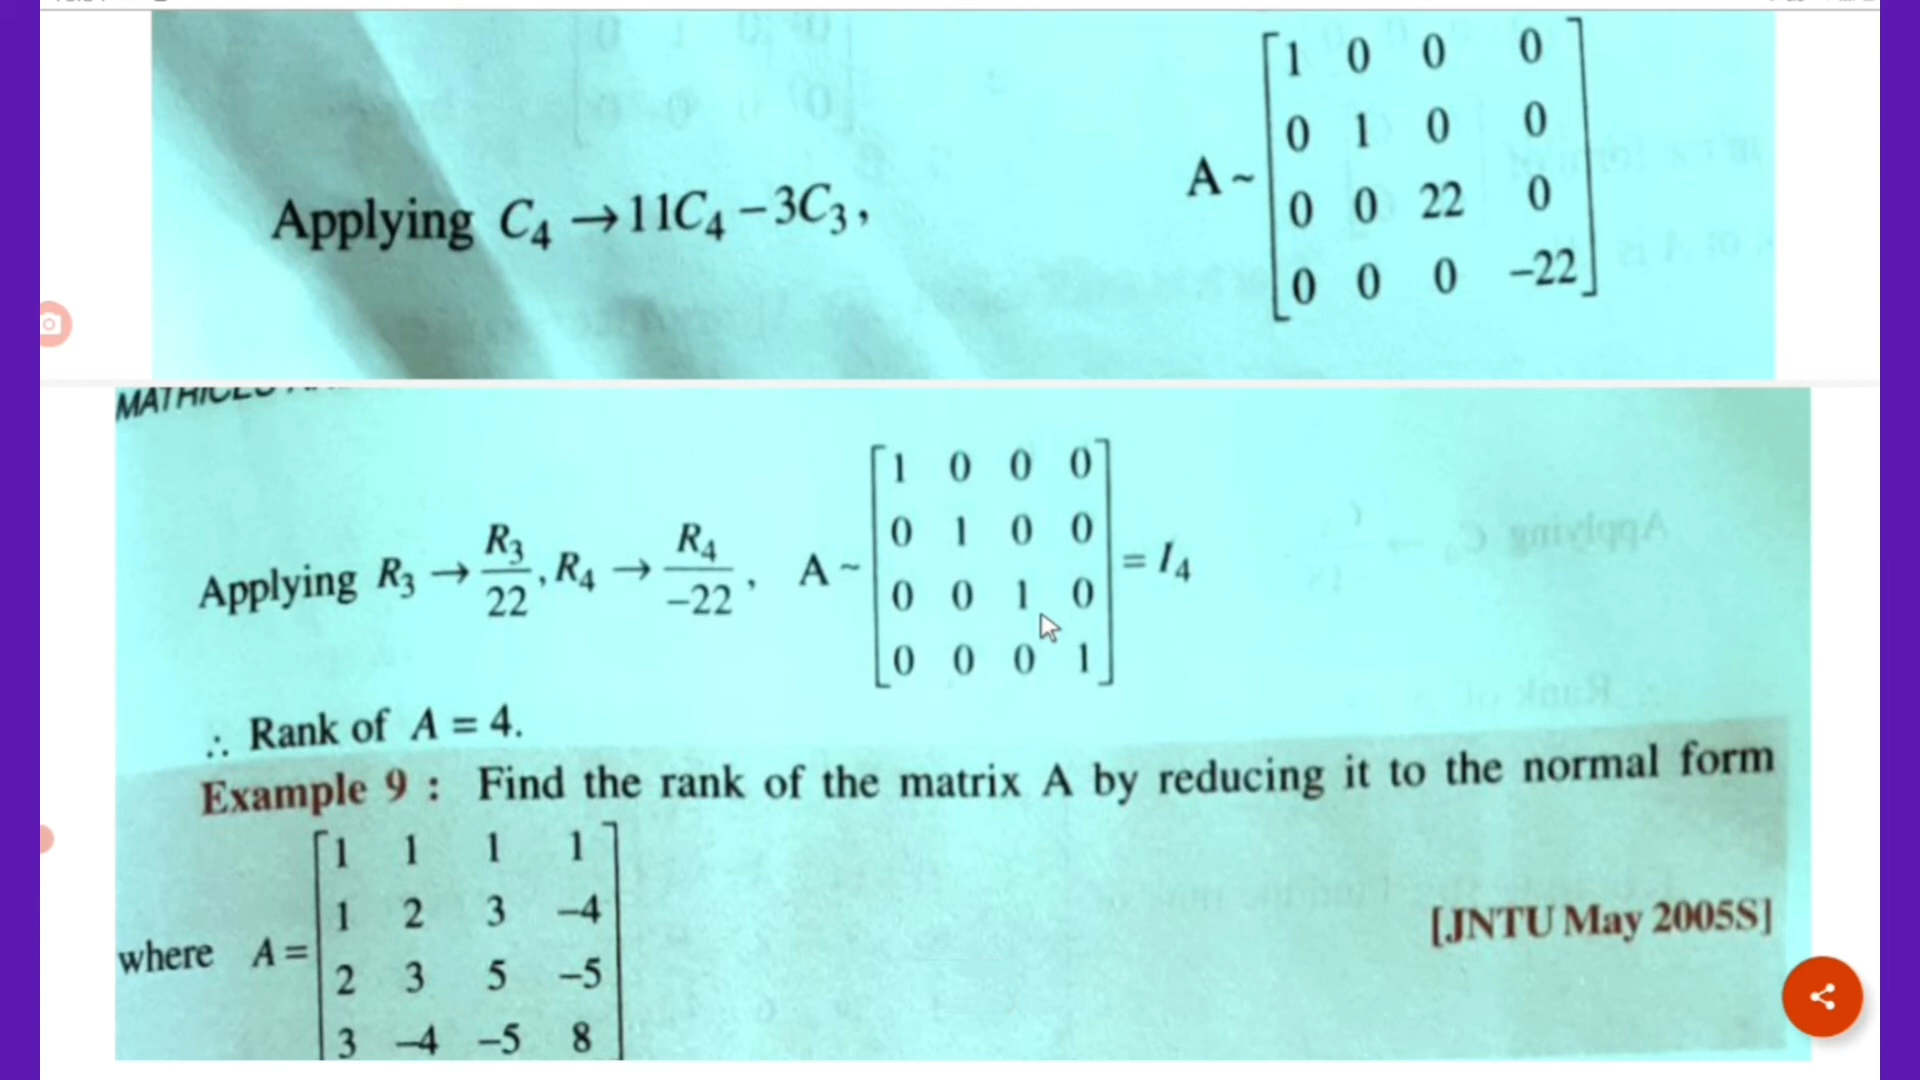 1 0 0 0
0 1 0 0
Applying C₄ → 11C₄ – 3C₃, A ~
0 0 22 0
0 0 0 –22
1 0 0 0
0 1 0 0
Applying R₃ → R₃/22, R₄ → R₄/–22, A ~ = I₄
0 0 1 0
0 0 0 1
∴ Rank of A = 4.
Example 9 : Find the rank of the matrix A by reducing it to the normal form
1 1 1 1
1 2 3 –4
[JNTU May 2005S]
where A =
2 3 5 –5
3 –4 –5 8